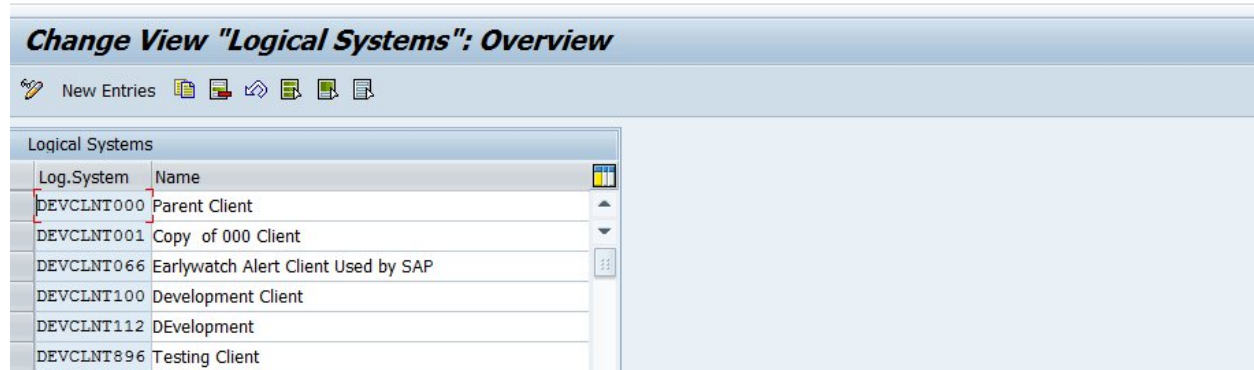 Change View "Logical Systems": Overview
New Entries
Logical Systems
Log.System Name
DEVCLNT000 Parent Client
DEVCLNT001 Copy of 000 Client
DEVCLNT066 Earlywatch Alert Client Used by SAP
DEVCLNT100 Development Client
DEVCLNT112 DEvelopment
DEVCLNT896 Testing Client